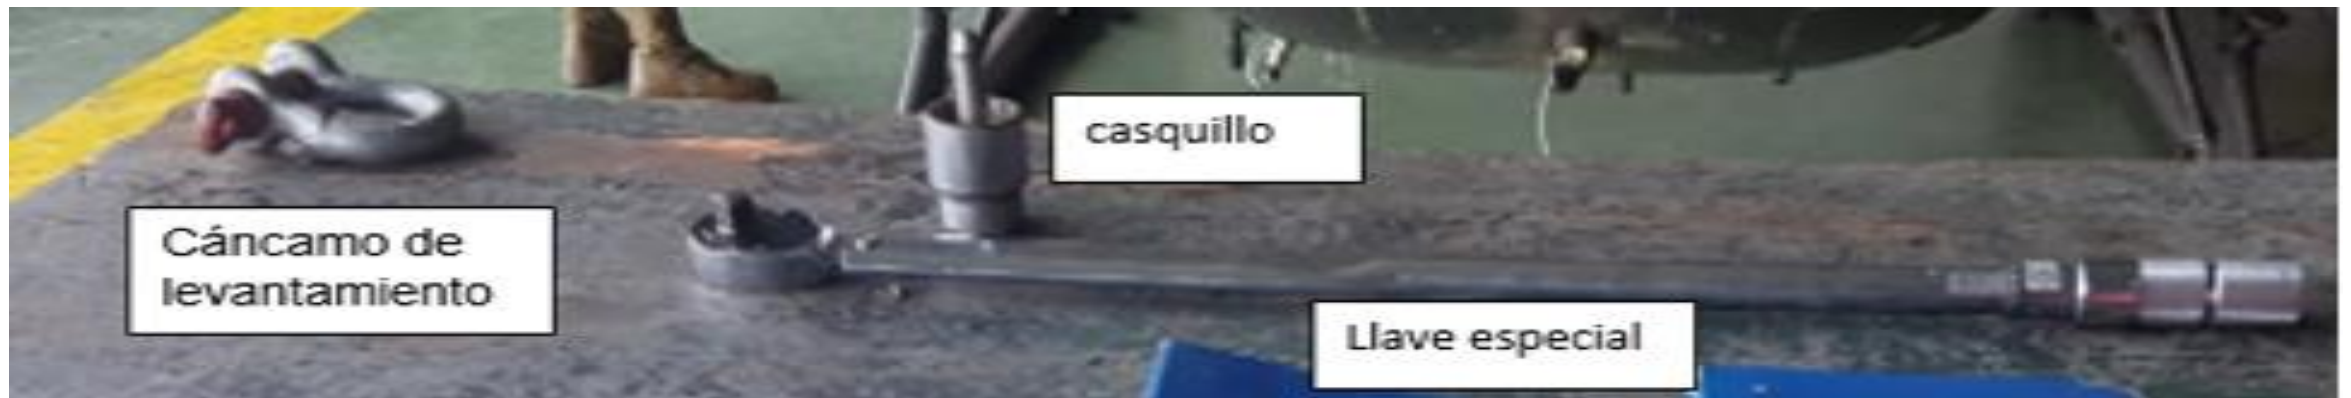 casquillo
Cáncamo de
levantamiento
Llave especial